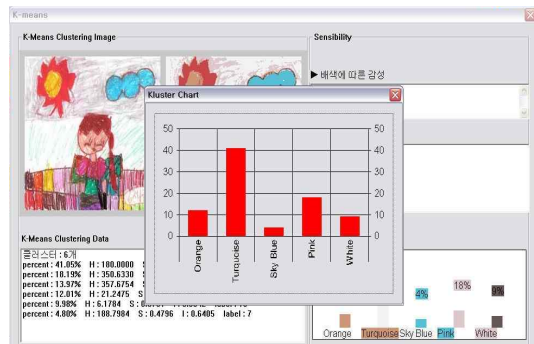 K-means
K-Means Clustering Image
Sensibility
▶ 배색에 따른 감성
Kluster Chart
50
40
30
20
10
0
50
40
30
20
10
0
Orange
Turquoise
Sky Blue
Pink
White
K-Means Clustering Data
클러스터 : 6개
percent : 41.05% H : 180.0000
percent : 18.19% H : 350.6330
percent : 13.97% H : 357.6754
percent : 12.01% H : 21.2475 S
percent : 9.98% H : 6.1784
percent : 4.80% H : 188.7984 S : 0.4796 I : 0.6405 label : 7
4%
18%
9%
Orange Turquoise Sky Blue Pink White